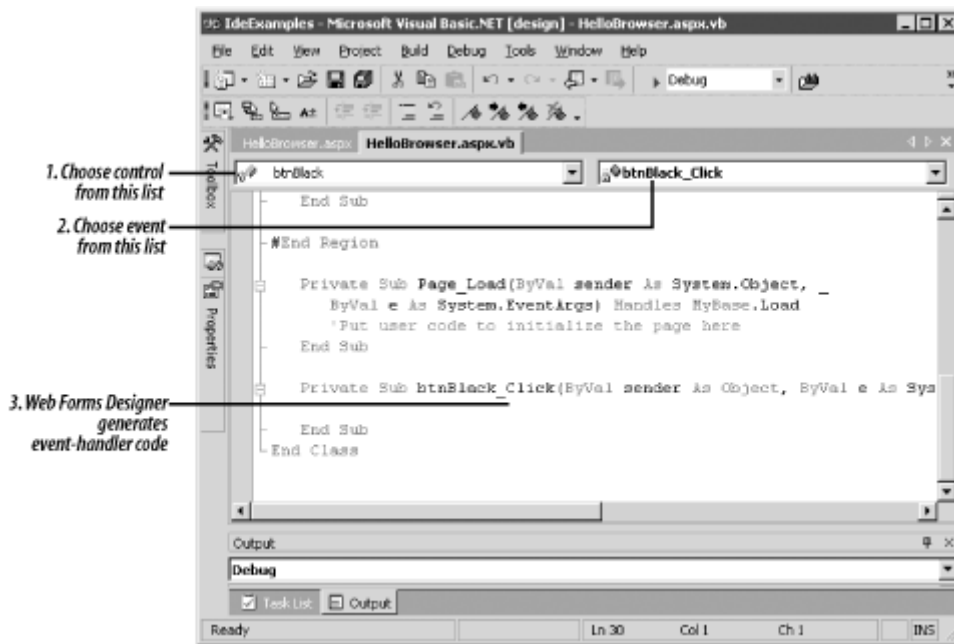 IdeExamples - Microsoft Visual Basic.NET [design] - HelloBrowser.aspx.vb
File Edit View Project Build Debug Tools Window Help
Debug
HelloBrowser.aspx HelloBrowser.aspx.vb
1. Choose control
from this list
Toolbox
btnBlack
btnBlack_Click
2. Choose event
from this list
End Sub
#End Region
Private Sub Page_Load(ByVal sender As System.Object, _
ByVal e As System.EventArgs) Handles MyBase.Load
'Put user code to initialize the page here
End Sub
Properties
Private Sub btnBlack_Click(ByVal sender As Object, ByVal e As Sys
3. Web Forms Designer
generates
event-handler code
End Sub
End Class
Output
Debug
Task List Output
Ready Ln 30 Col 1 Ch 1 INS